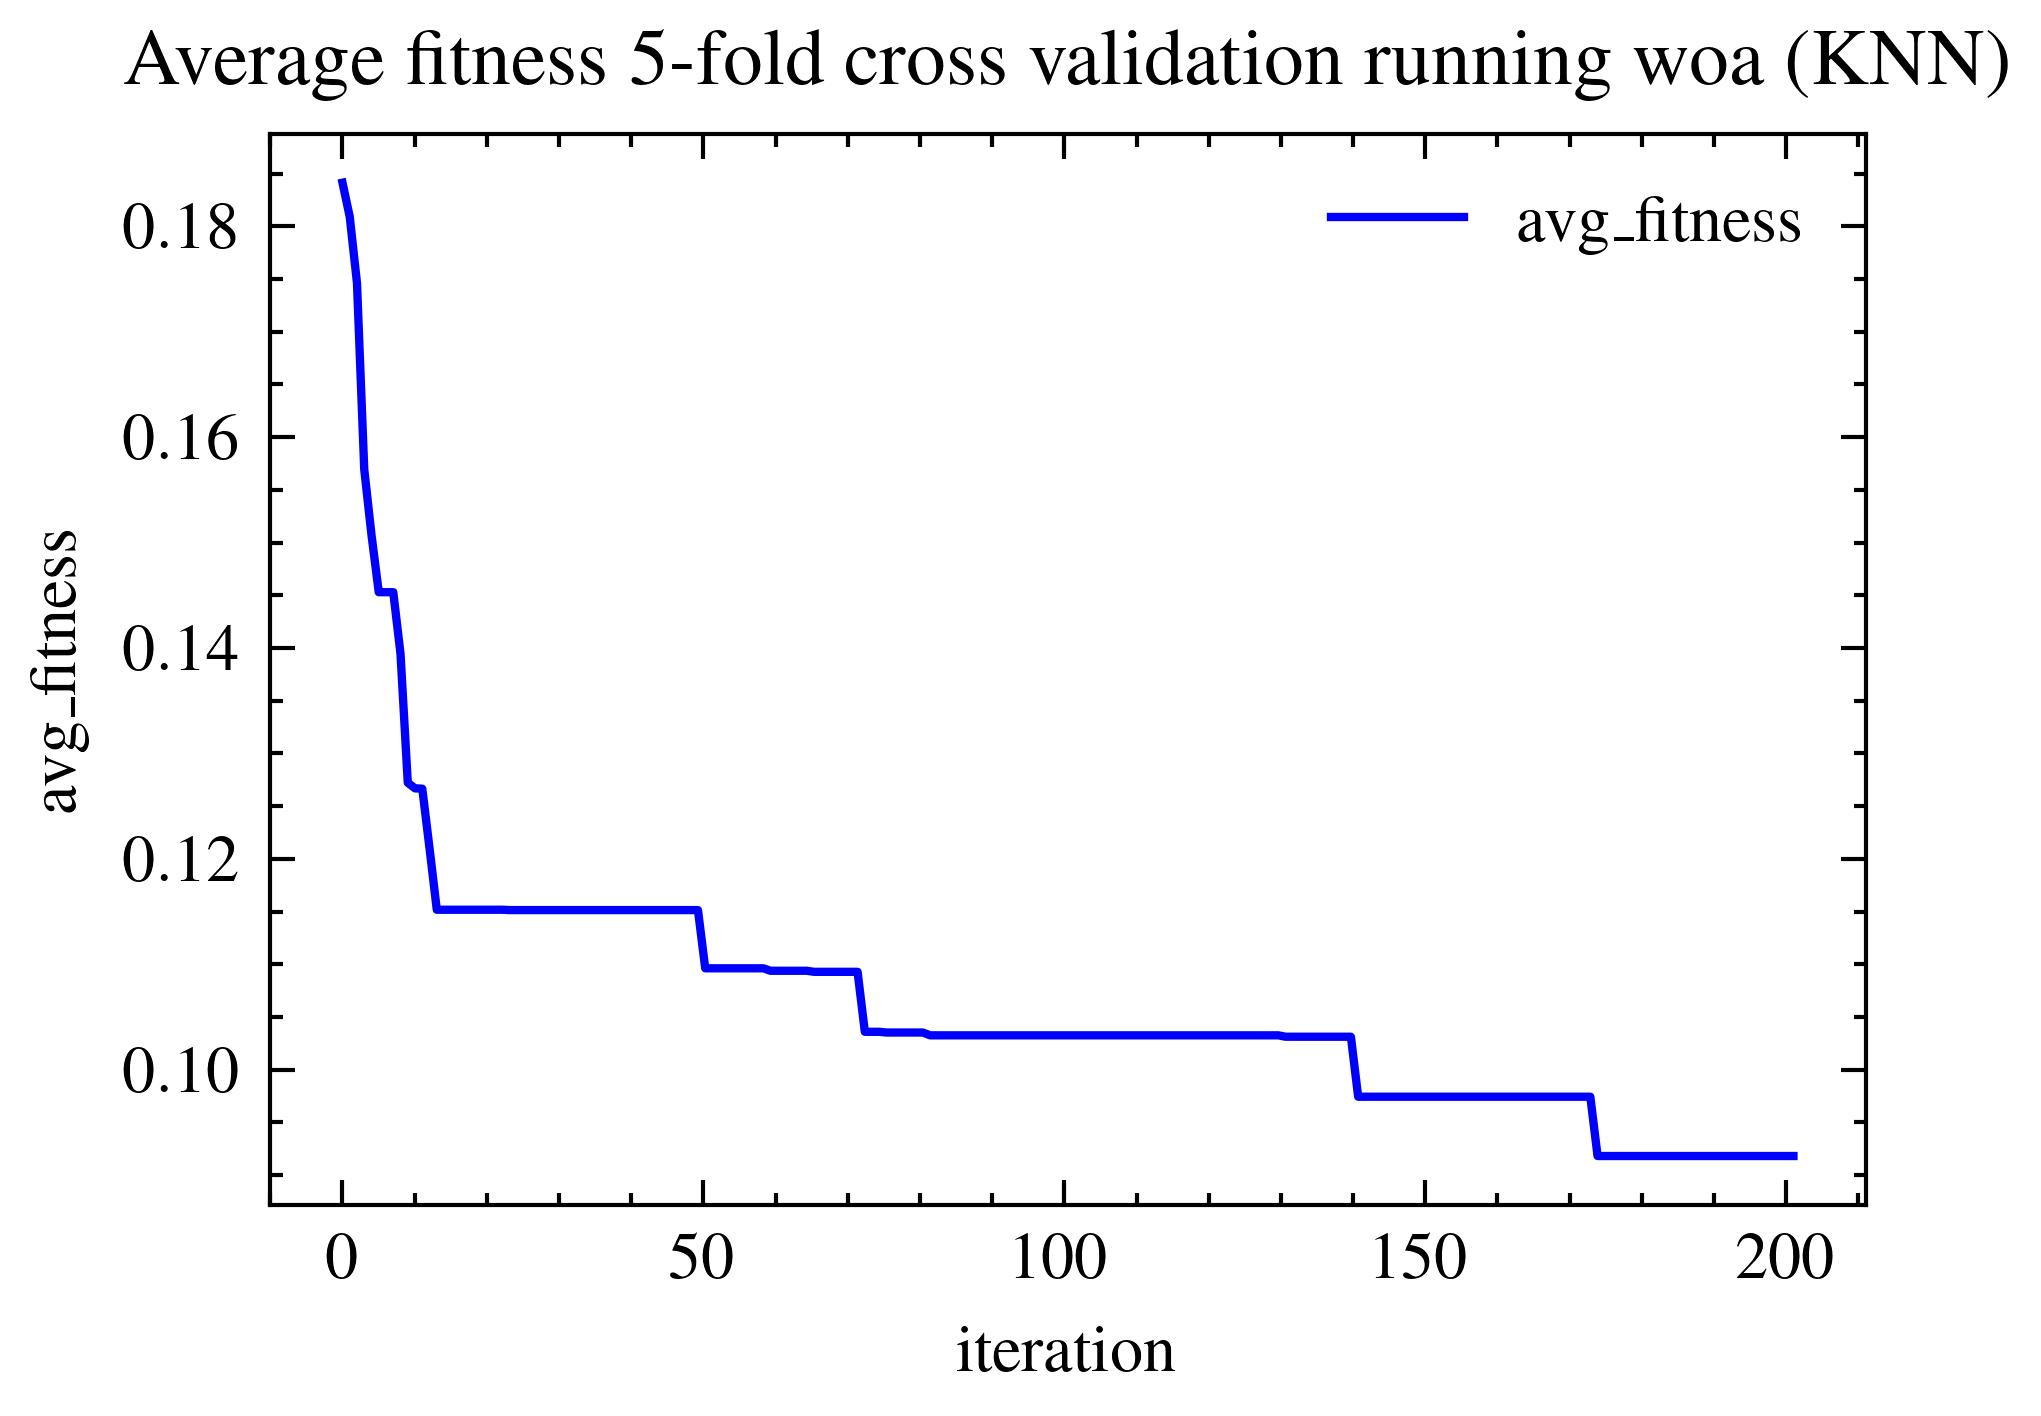 Average fitness 5-fold cross validation running woa (KNN)
avg_fitness
0.18
0.16
0.14
0.12
0.10
avg_fitness
0 50 100 150 200
iteration